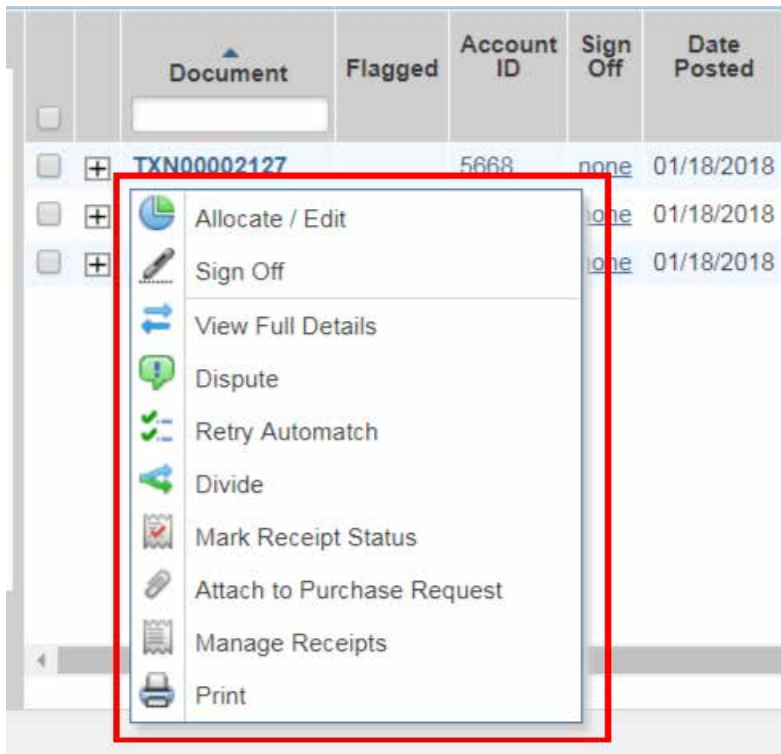 Document Flagged Account ID Sign Off Date Posted
TXN00002127 5668 none 01/18/2018
none 01/18/2018
none 01/18/2018
Allocate / Edit
Sign Off
View Full Details
Dispute
Retry Automatch
Divide
Mark Receipt Status
Attach to Purchase Request
Manage Receipts
Print